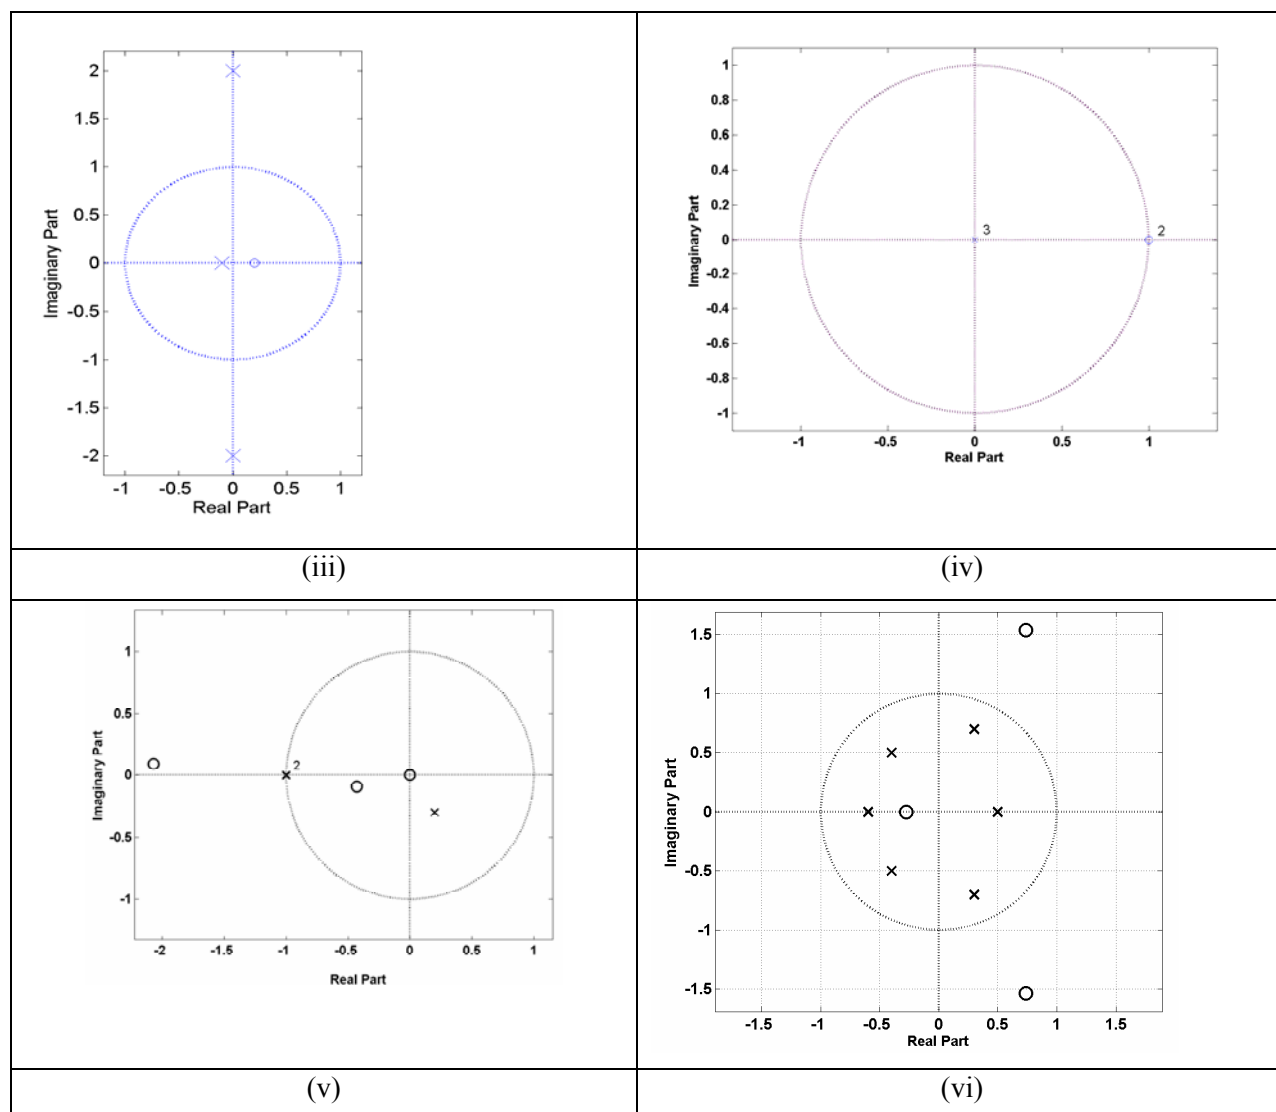 2
1.5
1
0.5
0
-0.5
-1
-1.5
-2
Imaginary Part
-1 -0.5 0 0.5 1
Real Part
1
0.8
0.6
0.4
0.2
0
-0.2
-0.4
-0.6
-0.8
-1
Imaginary Part
3
2
-1 -0.5 0 0.5 1
Real Part
(iii)
(iv)
1
0.5
0
-0.5
-1
Imaginary Part
2
-2 -1.5 -1 -0.5 0 0.5 1
Real Part
1.5
1
0.5
0
-0.5
-1
-1.5
Imaginary Part
-1.5 -1 -0.5 0 0.5 1 1.5
Real Part
(v)
(vi)